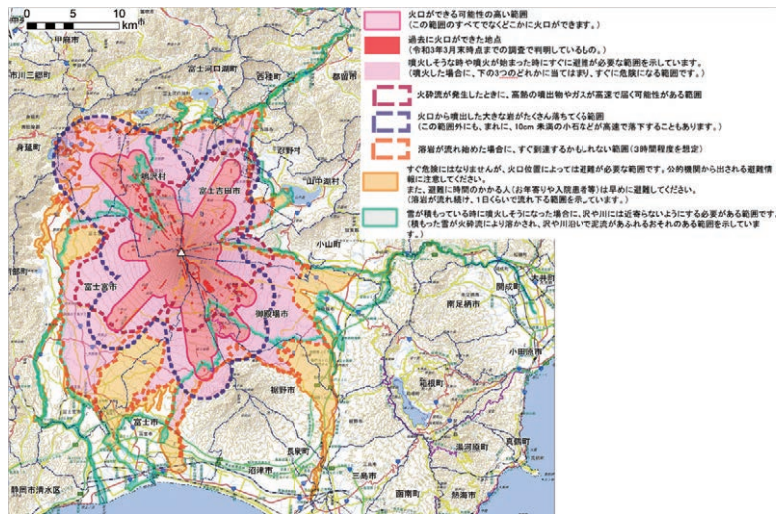 0 5 10
km
火口ができる可能性の高い範囲
(この範囲のすべてでなくどこかに火口ができます。)
過去に火口ができた地点
(令和3年3月末時点までの調査で判明しているもの。)
噴火しそうな時や噴火が始まった時にすぐに避難が必要な範囲を示しています。
(噴火した場合に、下の3つのどれかに当てはまり、すぐに危険になる範囲です。)
火砕流が発生したときに、高熱の噴出物やガスが高速で届く可能性がある範囲
火口から噴出した大きな岩がたくさん落ちてくる範囲
(この範囲外にも、まれに、10cm 未満の小石などが高速で落下することもあります。)
溶岩が流れ始めた場合に、すぐ到達するかもしれない範囲(3時間程度を想定)
すぐ危険にはなりませんが、火口位置によっては避難が必要な範囲です。公的機関から出される避難情
報に注意してください。
また、避難に時間のかかる人(お年寄りや入院患者等)は早めに避難してください。
(溶岩が流れ続け、1日くらいで流れ下る範囲を示しています。)
雪が積もっている時に噴火しそうになった場合に、沢や川には近寄らないようにする必要がある範囲です。
(積もった雪が火砕流により溶かされ、沢や川沿いで泥流があふれるおそれのある範囲を示していま
す。)
甲府市
市川三郷町
富士河口湖町
西桂町
都留市
身延町
鳴沢村
忍野村
富士吉田市
山中湖村
小山町
富士宮市
御殿場市
南足柄市
開成町
大井町
小田原市
箱根町
裾野市
富士市
長泉町
湯河原町
真鶴町
沼津市
三島市
静岡市清水区
函南町
熱海市